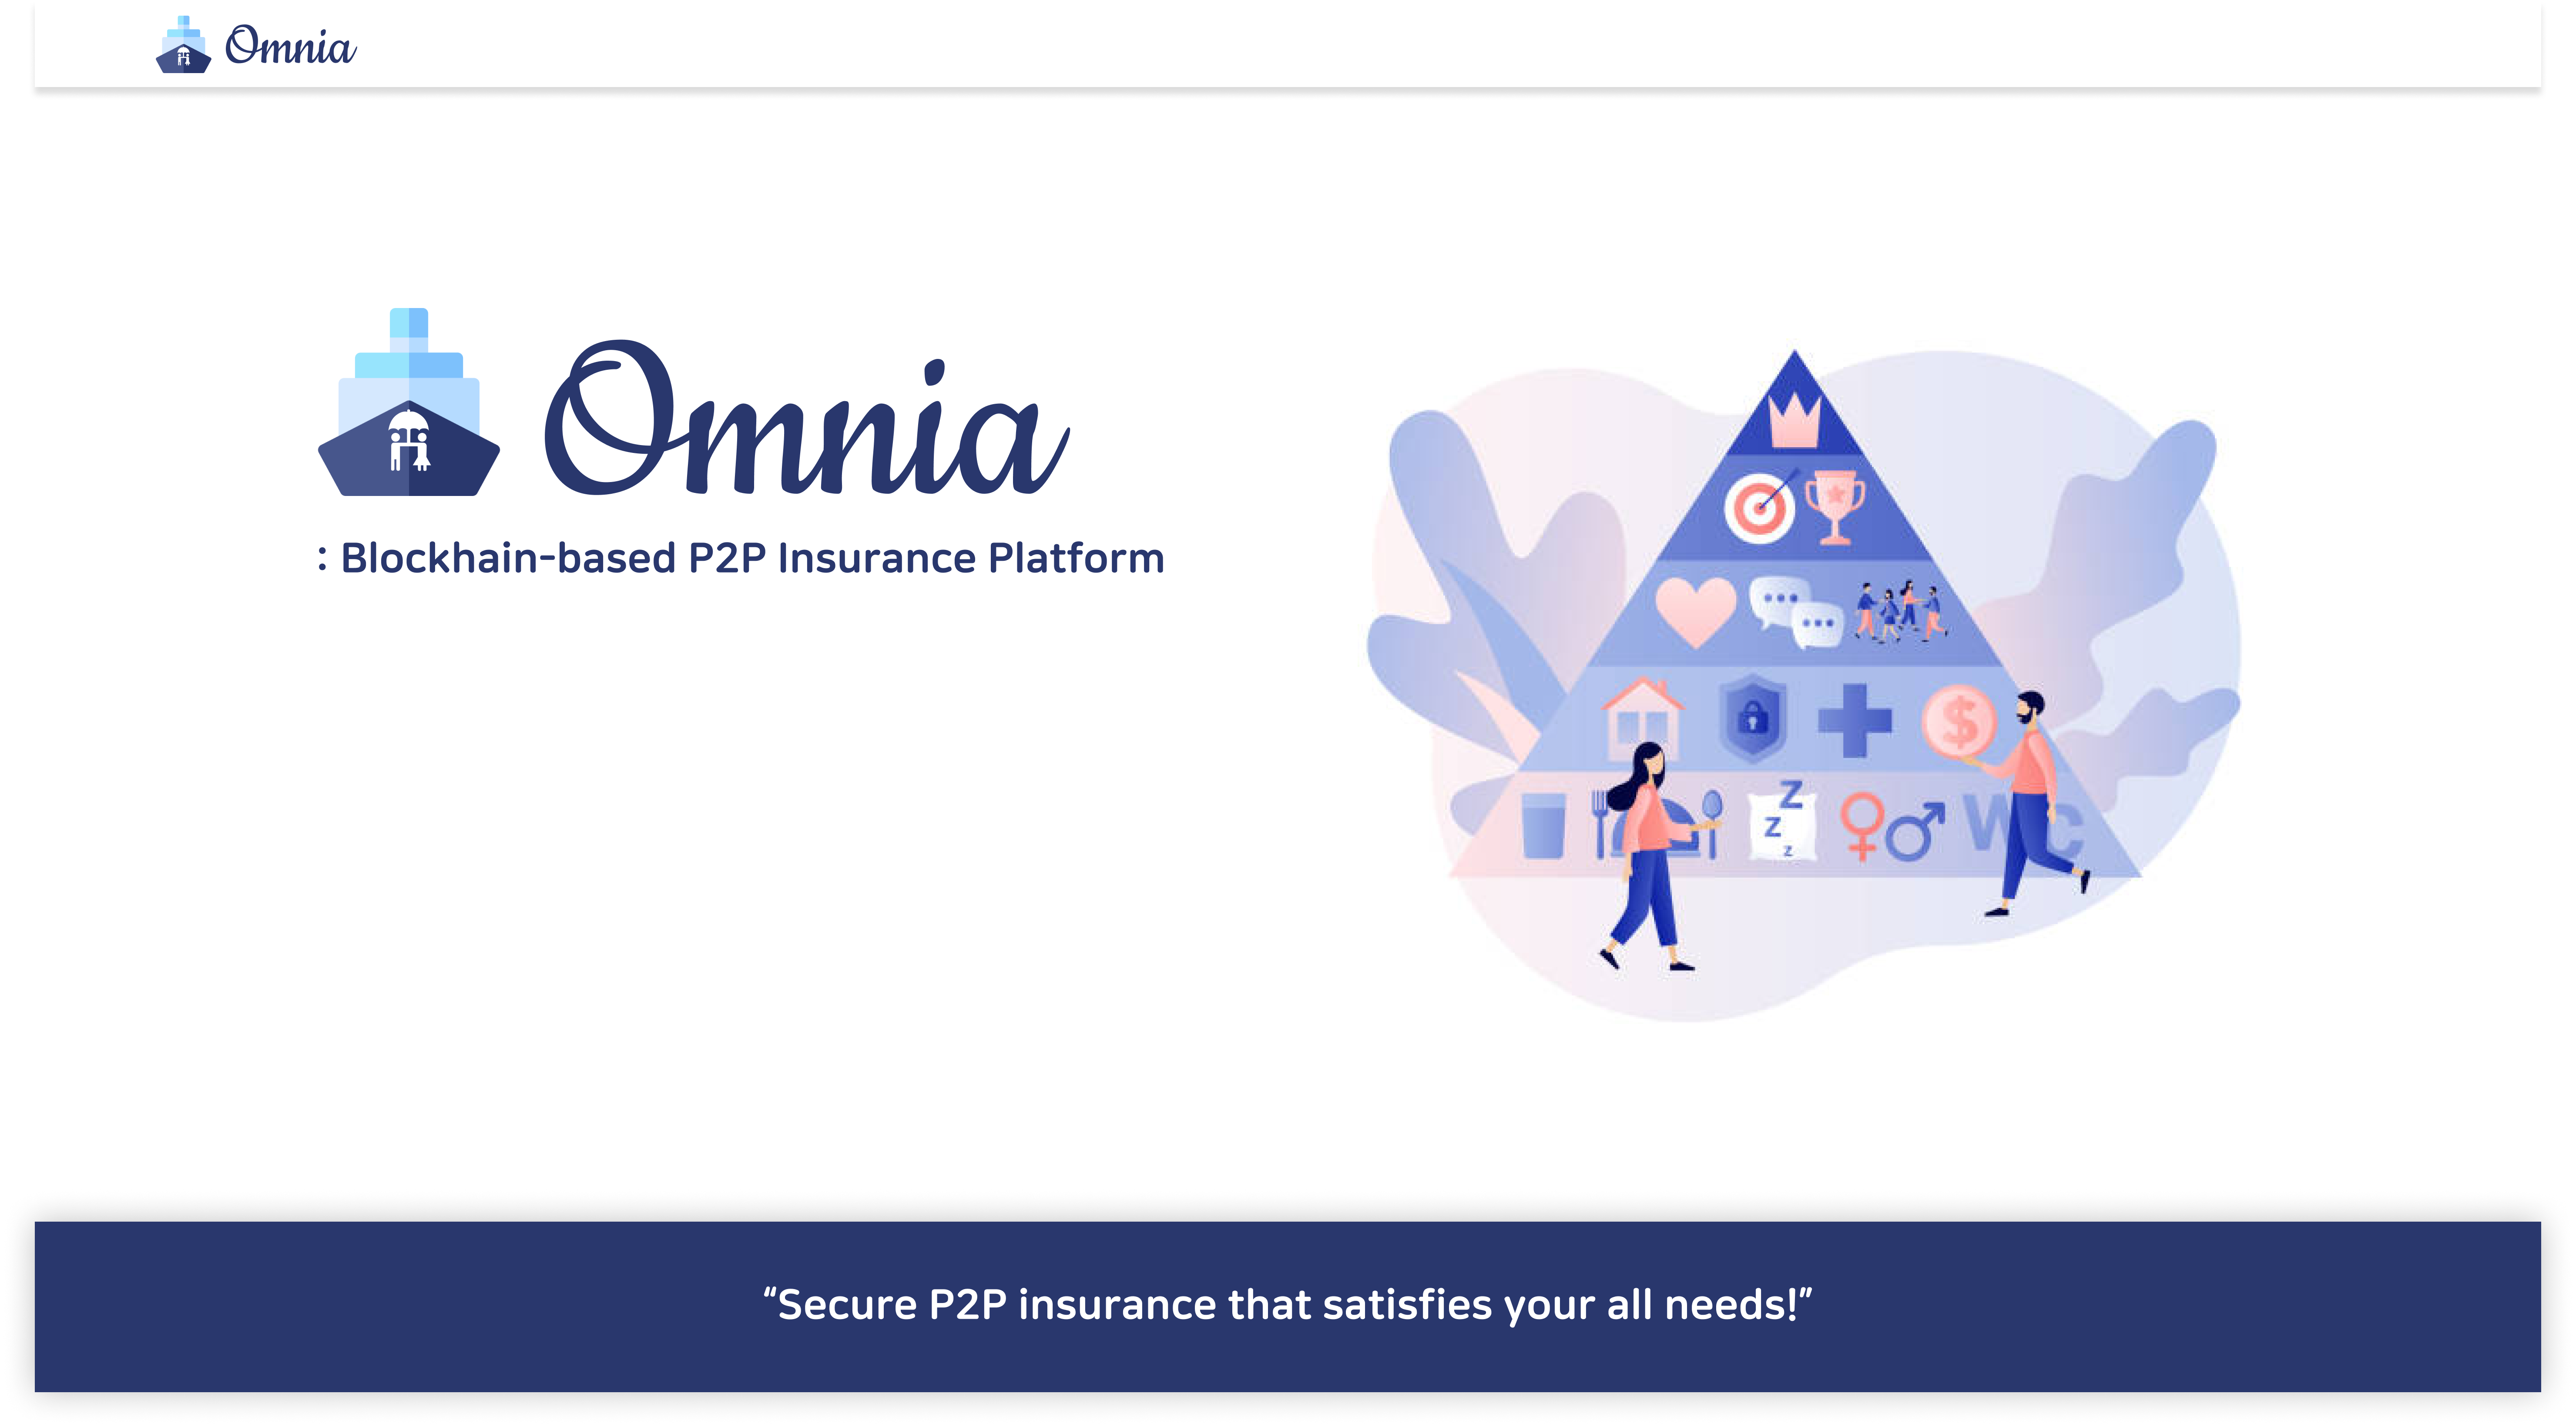 Omnia
Omnia
: Blockhain-based P2P Insurance Platform
$
Z
Z
z
WC
“Secure P2P insurance that satisfies your all needs!”